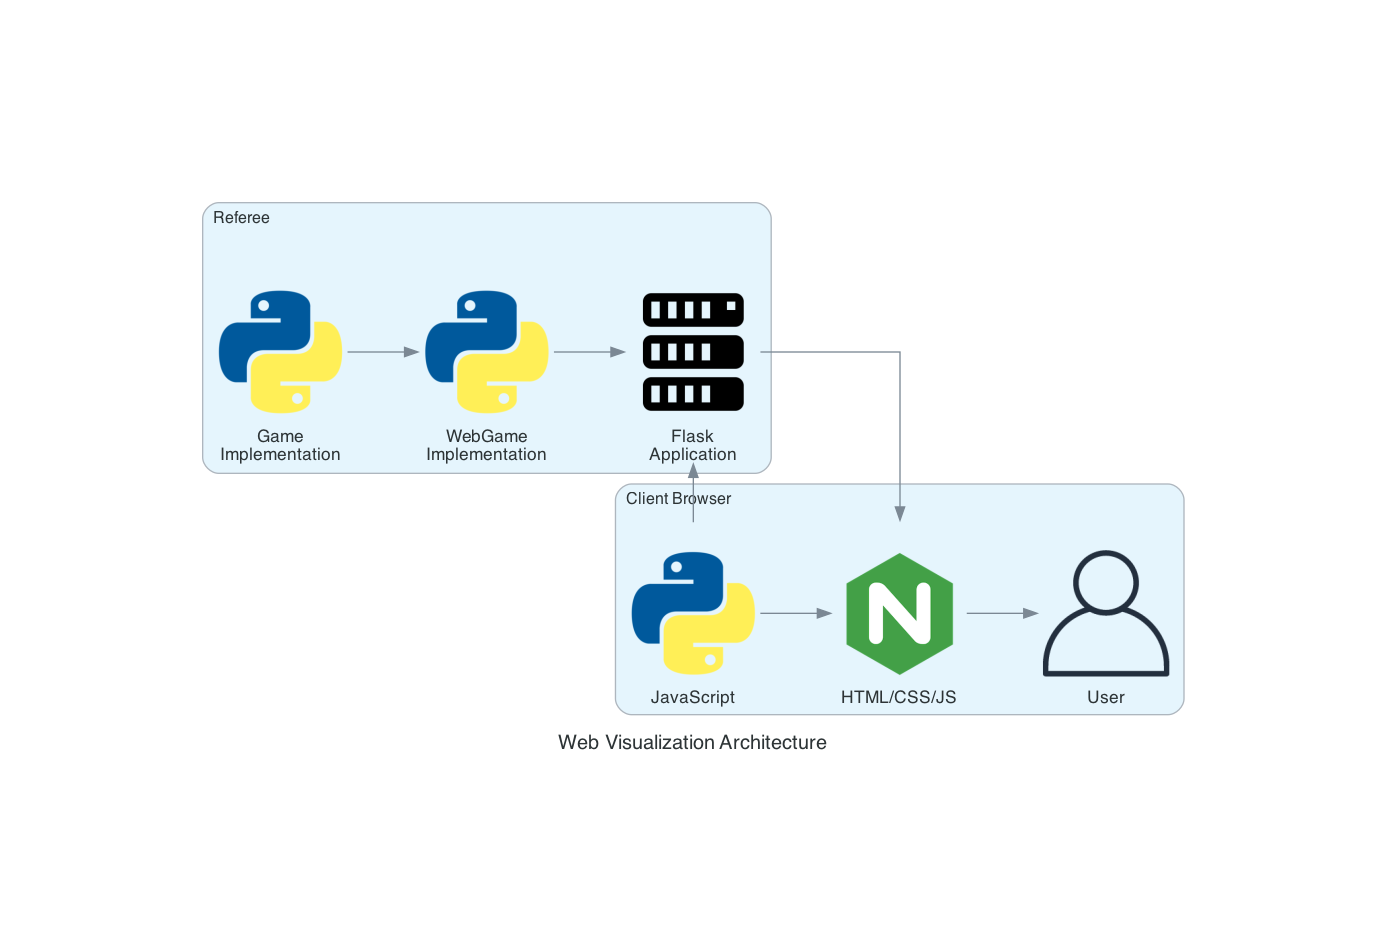 Referee
Game
Implementation
WebGame
Implementation
Flask
Application
Client Browser
JavaScript
N
HTML/CSS/JS
User
Web Visualization Architecture